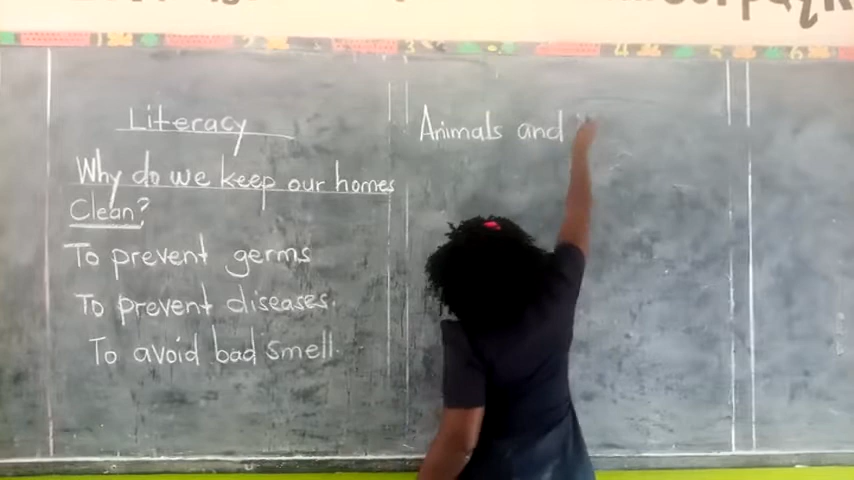 Literacy
Why do we keep our homes
Clean?
To prevent germs
To prevent diseases.
To avoid bad smell.
Animals and